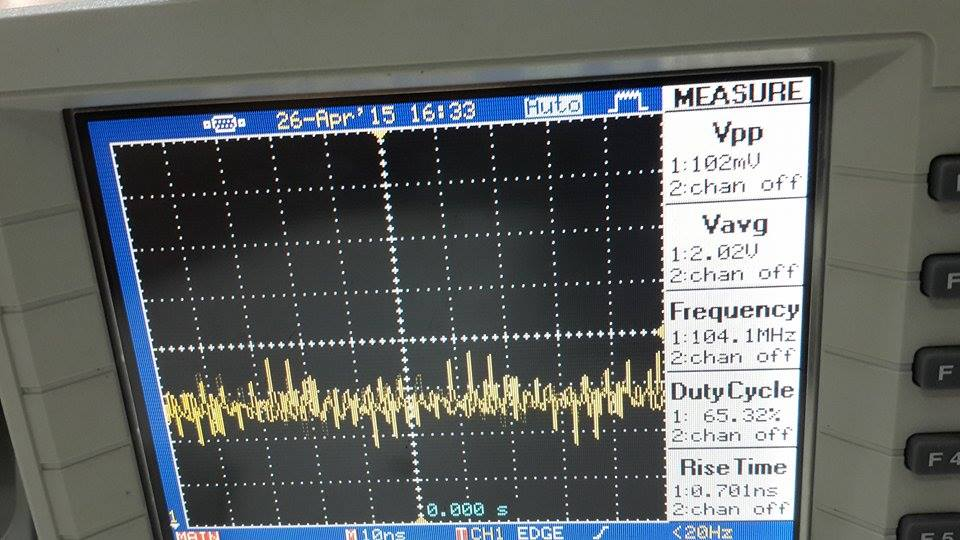 26-Apr'15 16:33 Auto
MEASURE
Vpp
1:102mV
2:chan off
Vavg
1:2.02V
2:chan off
Frequency
1:104.1MHz
2:chan off
DutyCycle
1: 65.32%
2:chan off
Rise Time
1:0.701ns
2:chan off
0.000 s
1
MAIN M 10ns CH1 EDGE <20Hz
F
F
F 4
F 5